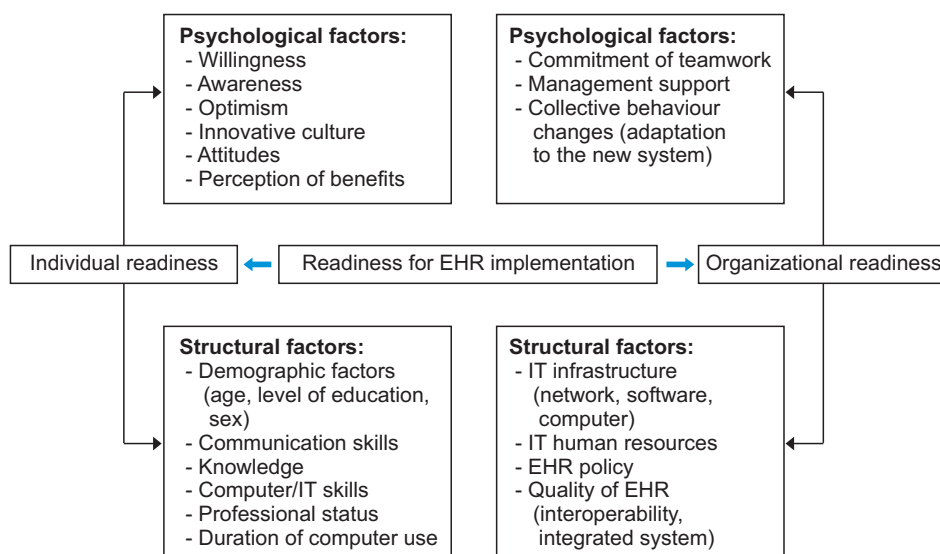 Psychological factors:
- Willingness
- Awareness
- Optimism
- Innovative culture
- Attitudes
- Perception of benefits
Psychological factors:
- Commitment of teamwork
- Management support
- Collective behaviour
changes (adaptation
to the new system)
Individual readiness
Readiness for EHR implementation
Organizational readiness
Structural factors:
- Demographic factors
(age, level of education,
sex)
- Communication skills
- Knowledge
- Computer/IT skills
- Professional status
- Duration of computer use
Structural factors:
- IT infrastructure
(network, software,
computer)
- IT human resources
- EHR policy
- Quality of EHR
(interoperability,
integrated system)